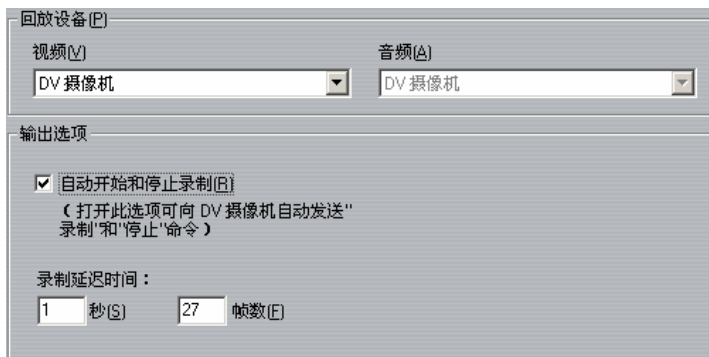 回放设备(P)
视频(V)
音频(A)
DV 摄像机
DV 摄像机
输出选项
自动开始和停止录制(R)
(打开此选项可向 DV 摄像机自动发送"
录制"和"停止"命令)
录制延迟时间：
1 秒(S) 27 帧数(F)